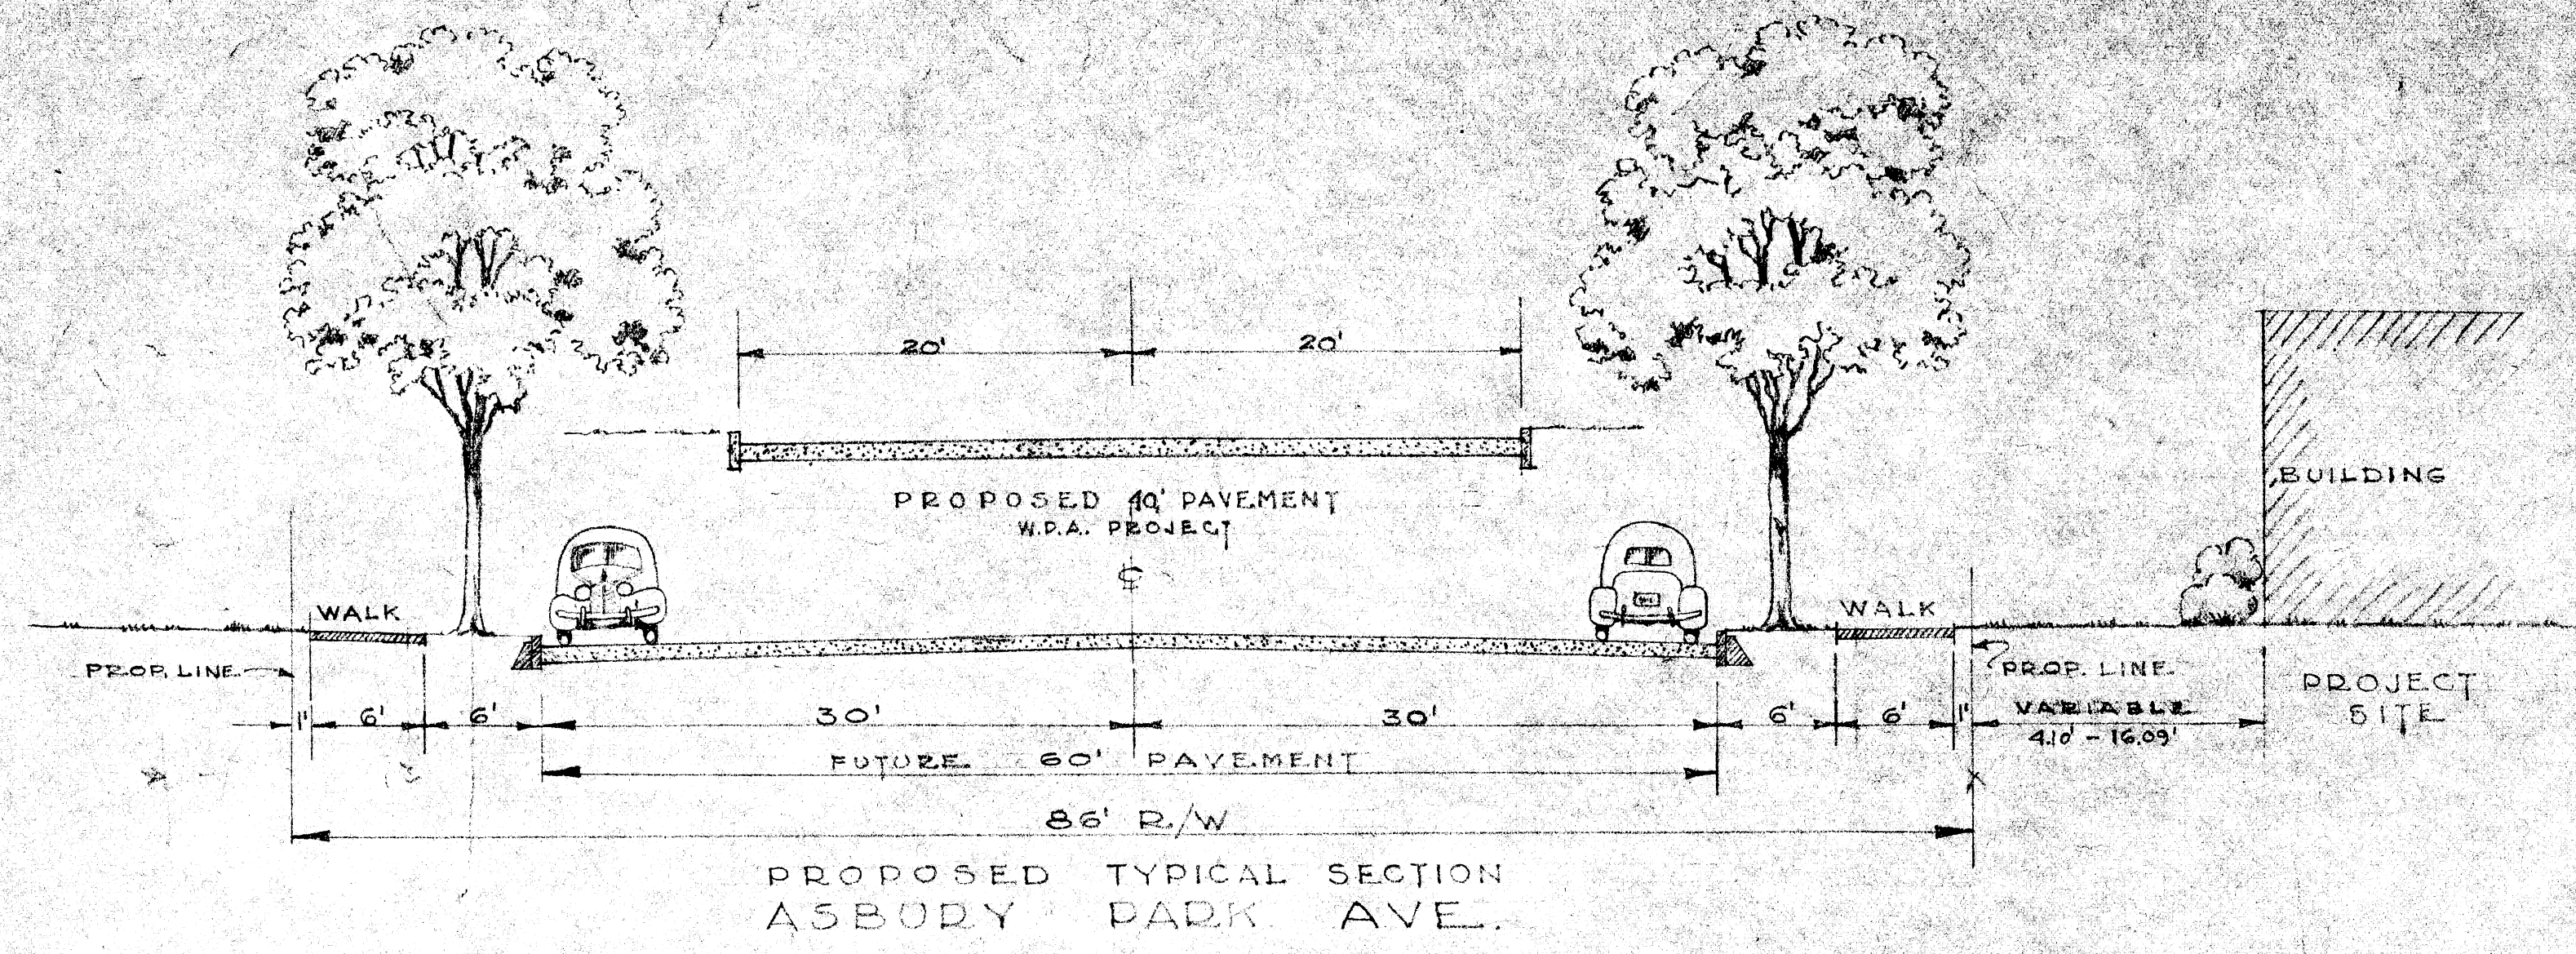 20' 20'
PROPOSED 40' PAVEMENT
W.P.A. PROJECT
℄
BUILDING
WALK WALK
PROP. LINE PROP. LINE
PROJECT
SITE
1' 6' 6' 30' 30' 6' 6' 1' VARIABLE
4.10' - 16.09'
FUTURE 60' PAVEMENT
86' R/W
PROPOSED TYPICAL SECTION
ASBURY PARK AVE.